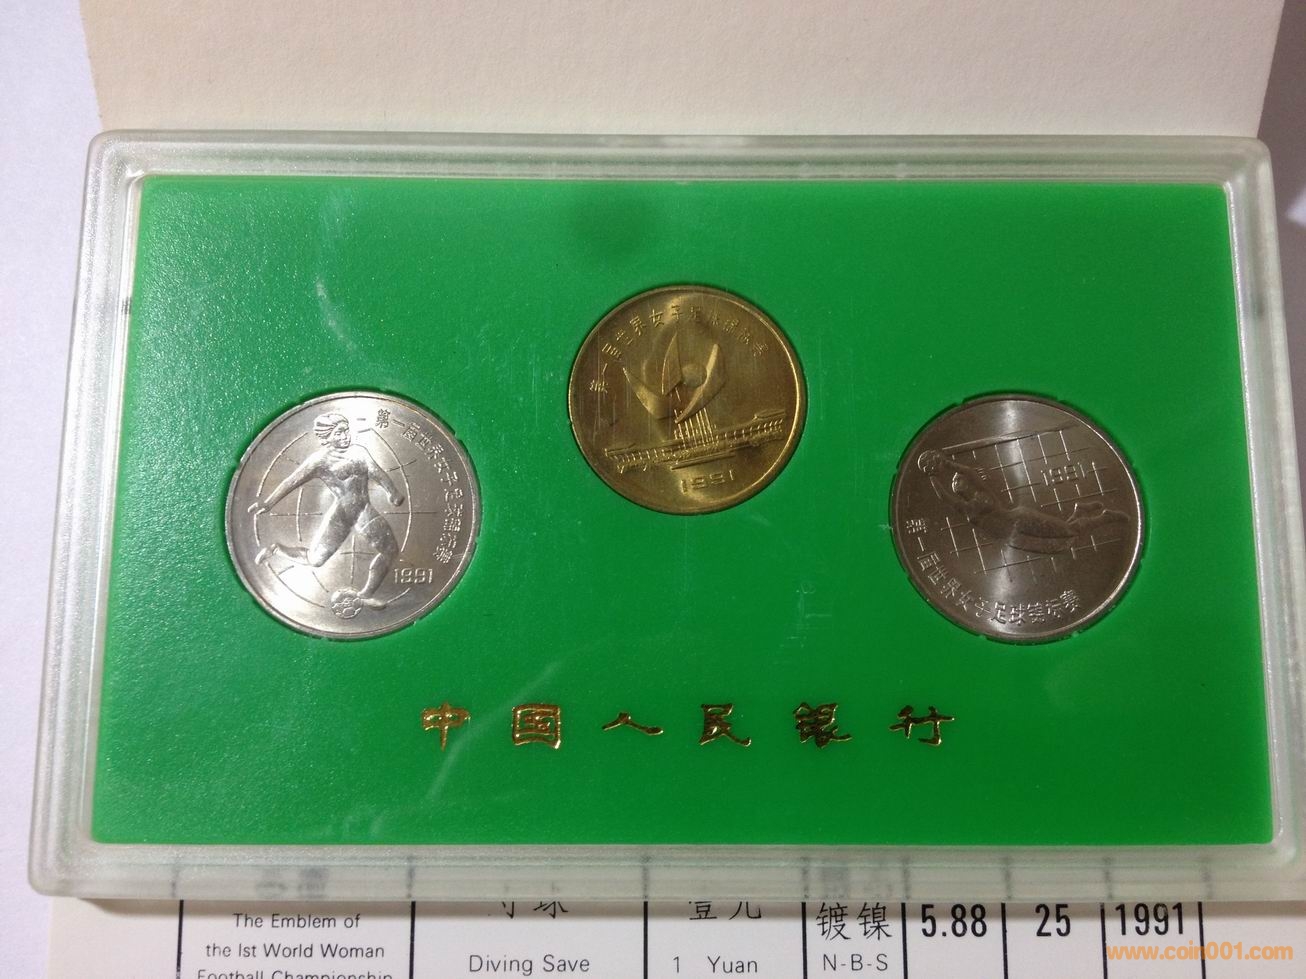 第一届世界女子足球锦标赛
1991
第一届世界女子足球锦标赛
1991
1991
第一届世界女子足球锦标赛
中国人民银行
The Emblem of
the Ist World Woman
Football Championship
Diving Save
壹元
1 Yuan
镀镍
N-B-S
5.88
25
1991
www.coin001.com